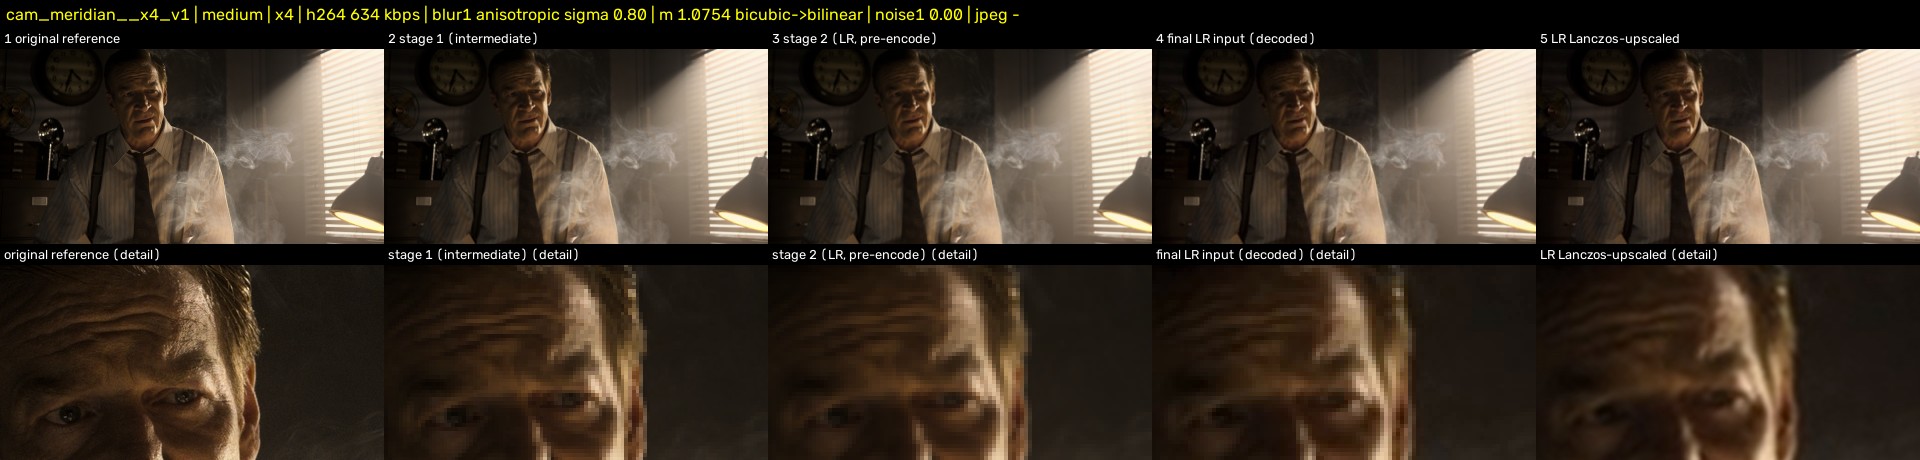 cam_meridian__x4_v1 | medium | x4 | h264 634 kbps | blur1 anisotropic sigma 0.80 | m 1.0754 bicubic->bilinear | noise1 0.00 | jpeg -
1 original reference
2 stage 1 (intermediate)
3 stage 2 (LR, pre-encode)
4 final LR input (decoded)
5 LR Lanczos-upscaled
original reference (detail)
stage 1 (intermediate) (detail)
stage 2 (LR, pre-encode) (detail)
final LR input (decoded) (detail)
LR Lanczos-upscaled (detail)